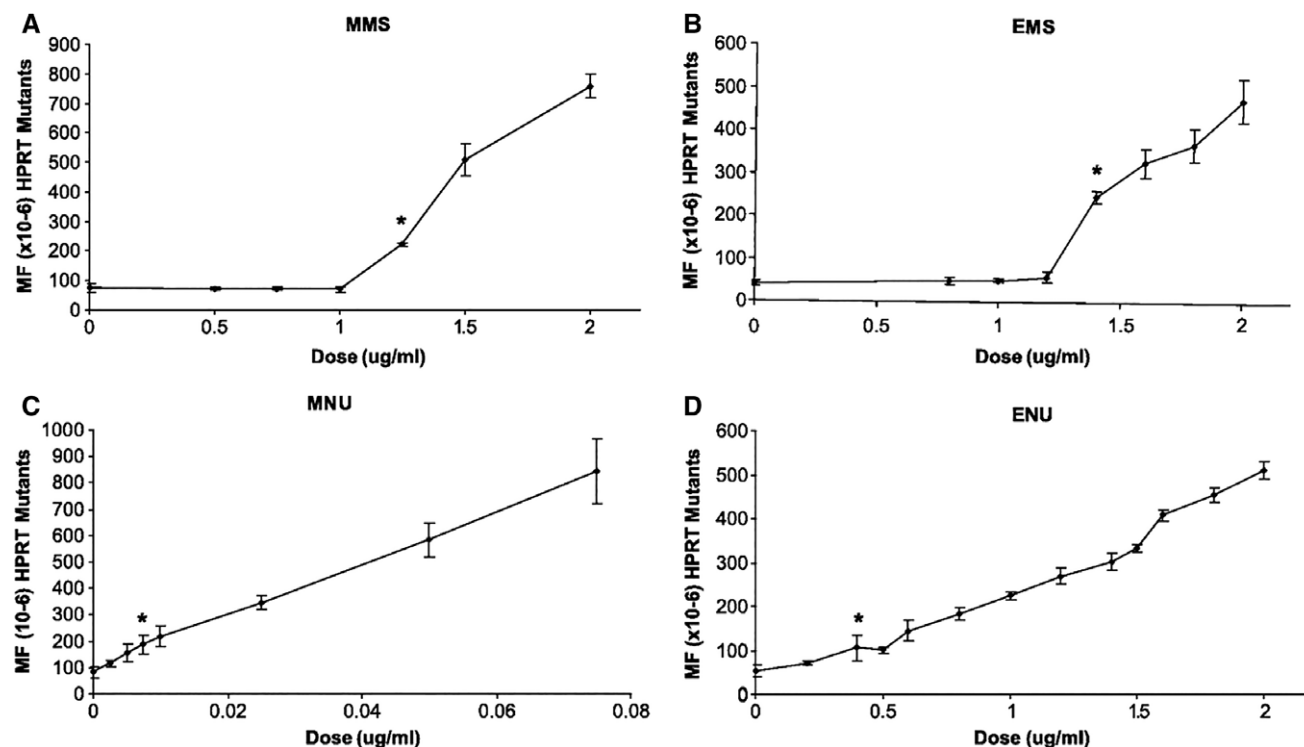 A
MMS
MF (x10-6) HPRT Mutants
900
800
700
600
500
400
300
200
100
0
*
0 0.5 1 1.5 2
Dose (ug/ml)
B
EMS
MF (x10-6) HPRT Mutants
600
500
400
300
200
100
0
*
0 0.5 1 1.5 2
Dose (ug/ml)
C
MNU
MF (10-6) HPRT Mutants
1000
900
800
700
600
500
400
300
200
100
0
*
0 0.02 0.04 0.06 0.08
Dose (ug/ml)
D
ENU
MF (x10-6) HPRT Mutants
600
500
400
300
200
100
0
*
0 0.5 1 1.5 2
Dose (ug/ml)